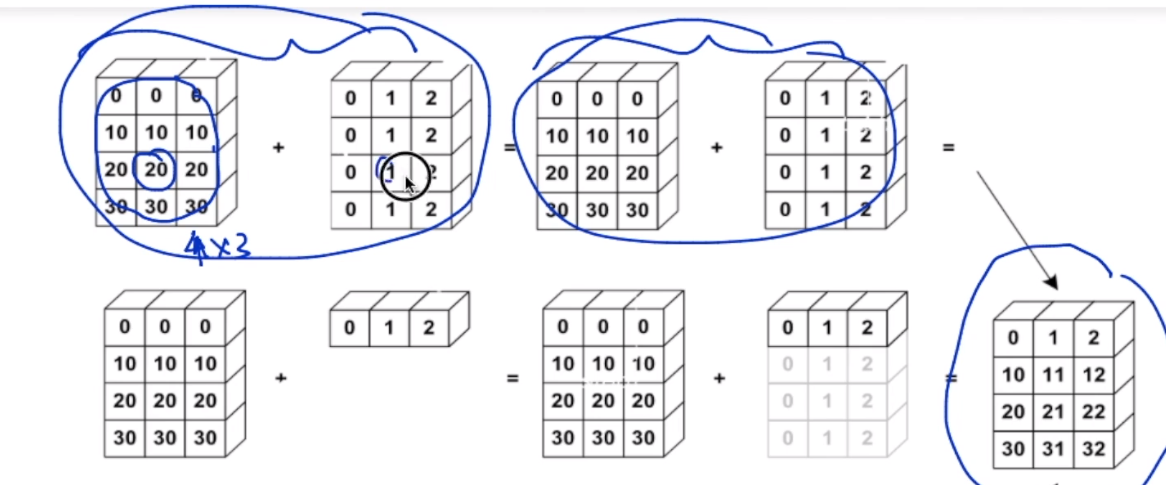 0 0 0 0 1 2 0 0 0 0 1 2
10 10 10 + 0 1 2 = 10 10 10 + 0 1 2 =
20 20 20 0 1 2 20 20 20 0 1 2
30 30 30 0 1 2 30 30 30 0 1 2
4×3
0 0 0 0 1 2 0 0 0 0 1 2 0 1 2
10 10 10 + = 10 10 10 + 0 1 2 = 10 11 12
20 20 20 20 20 20 0 1 2 20 21 22
30 30 30 30 30 30 0 1 2 30 31 32